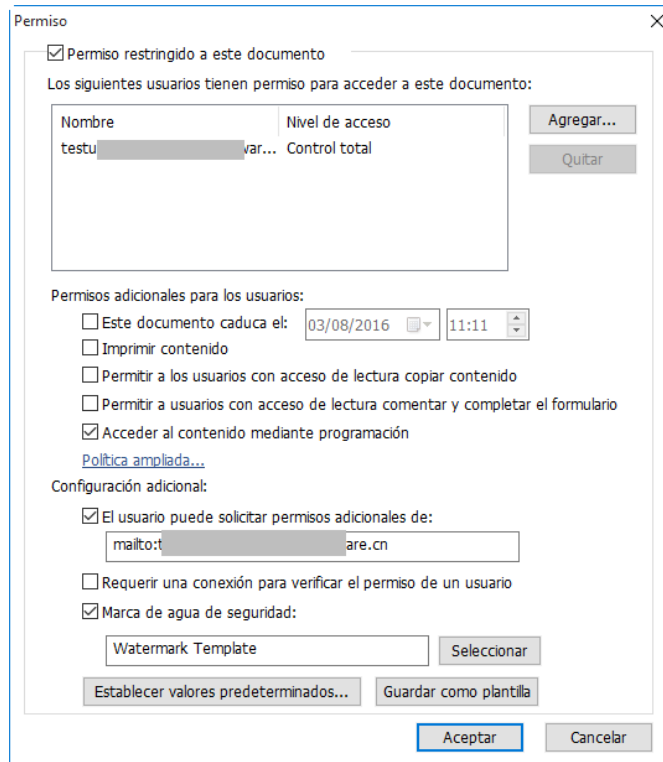 Permiso
Permiso restringido a este documento
Los siguientes usuarios tienen permiso para acceder a este documento:
Nombre Nivel de acceso
Agregar...
testu var... Control total
Quitar
Permisos adicionales para los usuarios:
Este documento caduca el: 03/08/2016 11:11
Imprimir contenido
Permitir a los usuarios con acceso de lectura copiar contenido
Permitir a usuarios con acceso de lectura comentar y completar el formulario
Acceder al contenido mediante programación
Política ampliada...
Configuración adicional:
El usuario puede solicitar permisos adicionales de:
mailto:t are.cn
Requerir una conexión para verificar el permiso de un usuario
Marca de agua de seguridad:
Watermark Template Seleccionar
Establecer valores predeterminados... Guardar como plantilla
Aceptar Cancelar